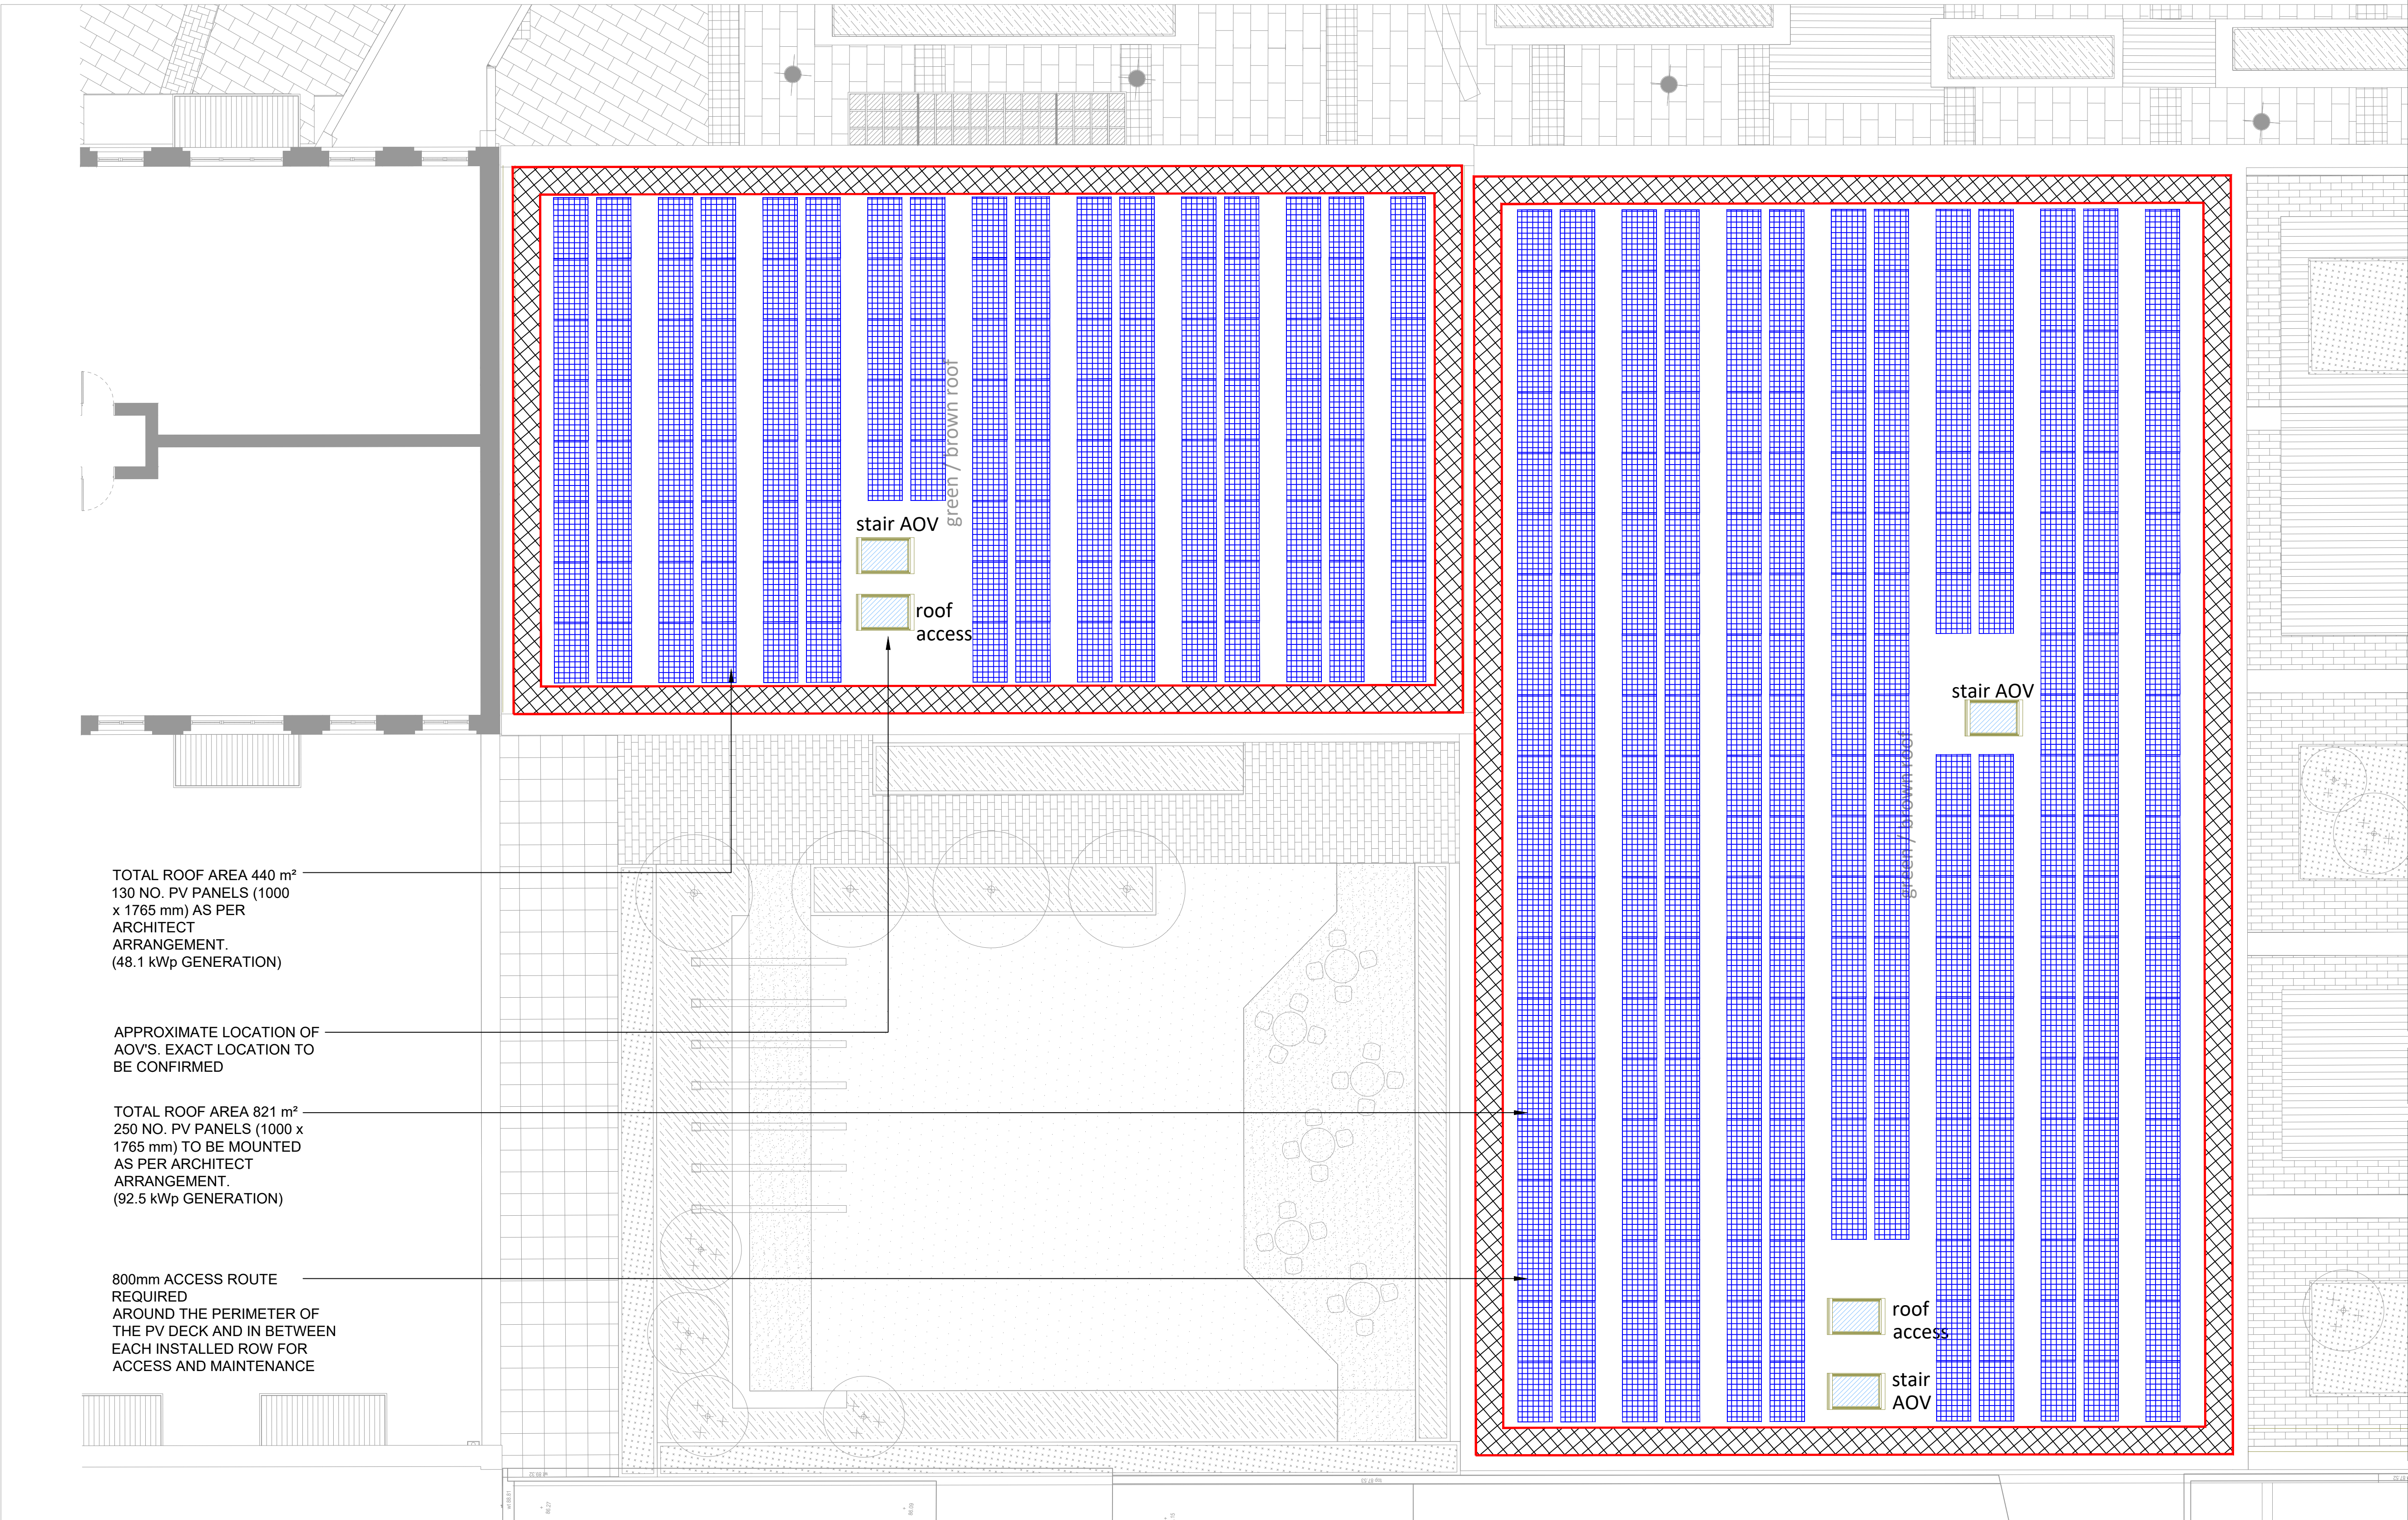 green / brown roof
stair AOV
roof
access
stair AOV
green / brown roof
TOTAL ROOF AREA 440 m²
130 NO. PV PANELS (1000
x 1765 mm) AS PER
ARCHITECT
ARRANGEMENT.
(48.1 kWp GENERATION)
APPROXIMATE LOCATION OF
AOV'S. EXACT LOCATION TO
BE CONFIRMED
TOTAL ROOF AREA 821 m²
250 NO. PV PANELS (1000 x
1765 mm) TO BE MOUNTED
AS PER ARCHITECT
ARRANGEMENT.
(92.5 kWp GENERATION)
800mm ACCESS ROUTE
REQUIRED
AROUND THE PERIMETER OF
THE PV DECK AND IN BETWEEN
EACH INSTALLED ROW FOR
ACCESS AND MAINTENANCE
roof
access
stair
AOV